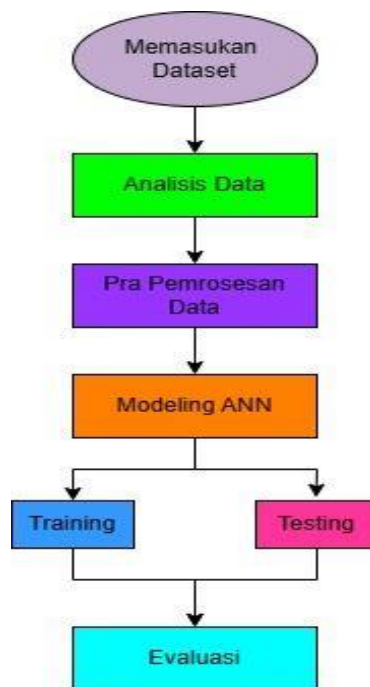 Memasukan
Dataset
Analisis Data
Pra Pemrosesan
Data
Modeling ANN
Training
Testing
Evaluasi